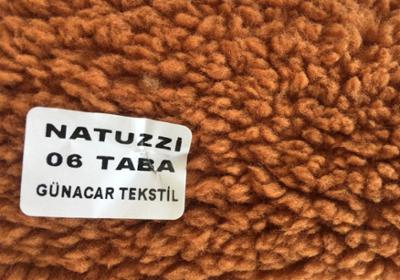 NATUZZI
06 TABA
GÜNACAR TEKSTİL